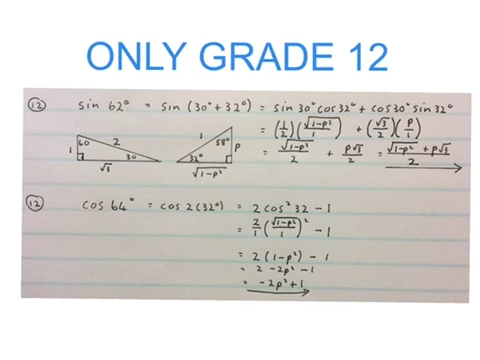 ONLY GRADE 12
(12) sin 62° = sin (30° + 32°) = sin 30° cos 32° + cos 30° sin 32°
= (1/2)(√(1-p²)/1) + (√3/2)(p/1)
= √(1-p²)/2 + p√3/2 = (√(1-p²) + p√3)/2
1 60 2 30 √3
1 58° p 32° √(1-p²)
(12) cos 64° = cos 2(32°) = 2 cos² 32 - 1
= 2/1 (√(1-p²)/1)² - 1
= 2 (1-p²) - 1
= 2 - 2p² - 1
= -2p² + 1